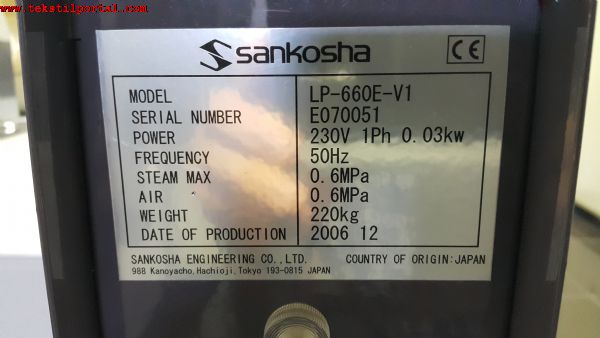 www.tekstilportal.com
sankosha
CE
MODEL LP-660E-V1
SERIAL NUMBER E070051
POWER 230V 1Ph 0.03kw
FREQUENCY 50Hz
STEAM MAX 0.6MPa
AIR 0.6MPa
WEIGHT 220kg
DATE OF PRODUCTION 2006 12
SANKOSHA ENGINEERING CO.,LTD. COUNTRY OF ORIGIN:JAPAN
988 Kanoyacho,Hachioji,Tokyo 193-0815 JAPAN